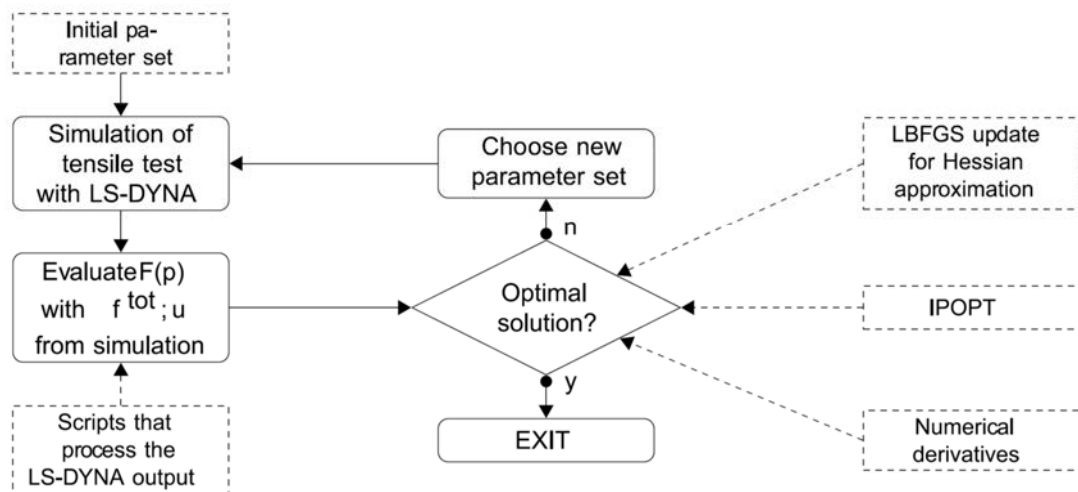 Initial pa-
rameter set
Simulation of
tensile test
with LS-DYNA
Choose new
parameter set
LBFGS update
for Hessian
approximation
n
EvaluateF(p)
with f tot ; u
from simulation
Optimal
solution?
IPOPT
y
Scripts that
process the
LS-DYNA output
EXIT
Numerical
derivatives